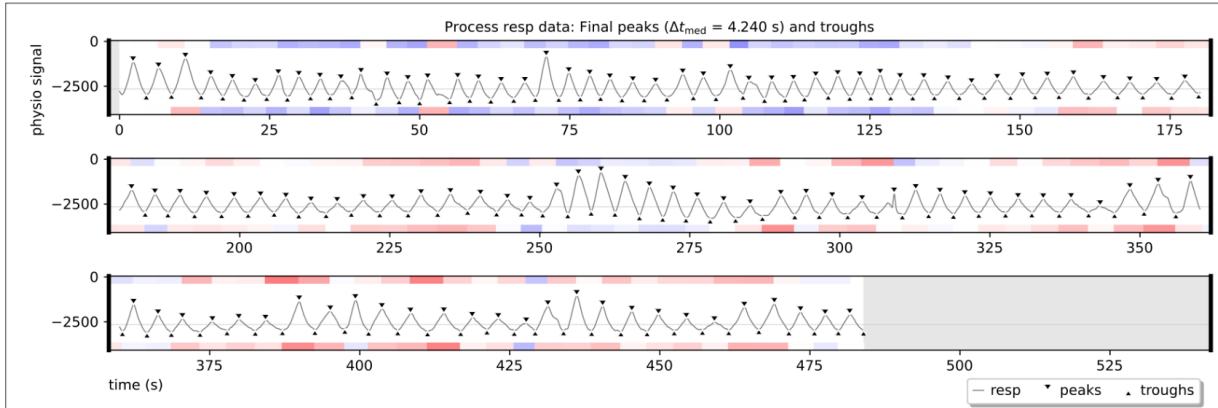 Process resp data: Final peaks (Δt_med = 4.240 s) and troughs
physio signal
0
−2500
0 25 50 75 100 125 150 175
0
−2500
200 225 250 275 300 325 350
0
−2500
375 400 425 450 475 500 525
time (s)
resp peaks troughs